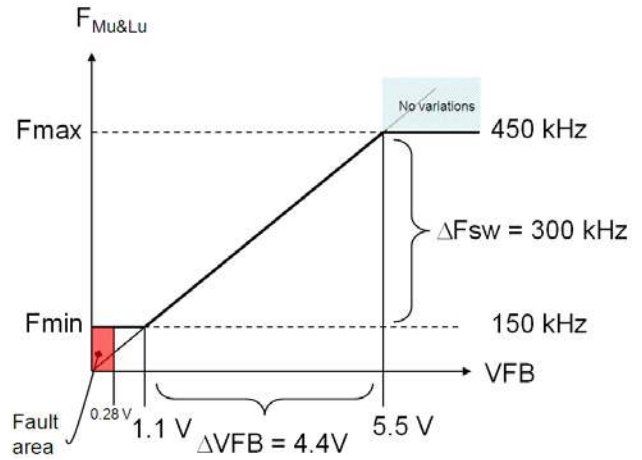 F Mu&Lu
No variations
Fmax
450 kHz
ΔFsw = 300 kHz
Fmin
150 kHz
VFB
Fault
area
0.28 V
1.1 V
ΔVFB = 4.4V
5.5 V